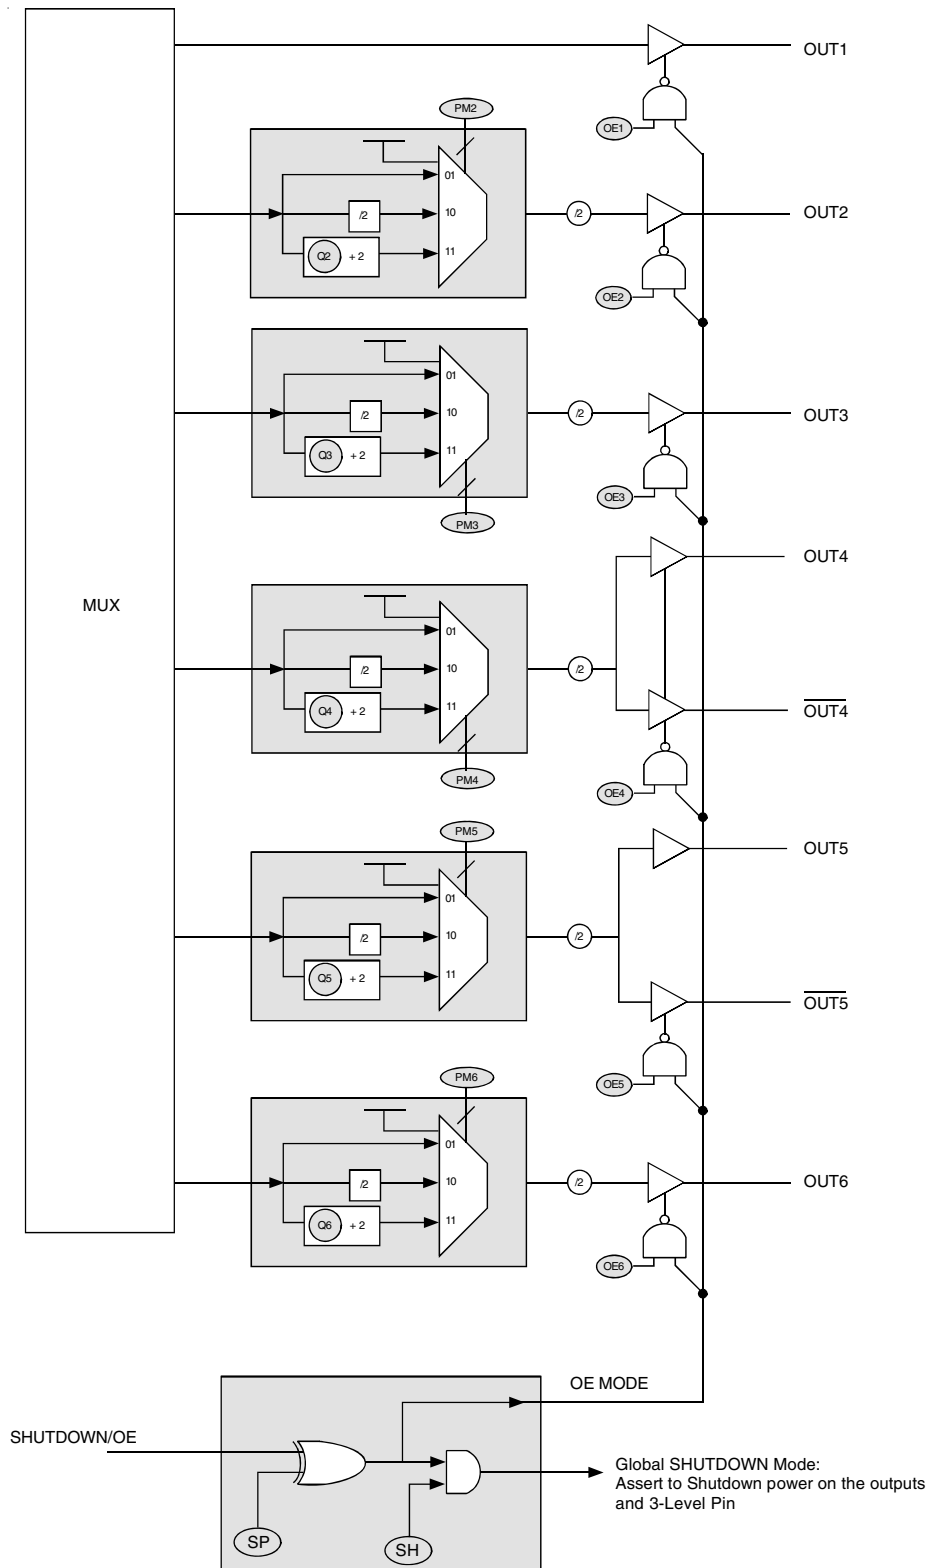 OUT1
PM2
OE1
01
/2
10
/2
OUT2
Q2 + 2
11
OE2
01
/2
10
/2
OUT3
Q3 + 2
11
OE3
PM3
OUT4
MUX
01
/2
10
/2
Q4 + 2
11
OUT4
PM4
OE4
PM5
OUT5
01
/2
10
/2
Q5 + 2
11
OUT5
PM6
OE5
01
/2
10
/2
OUT6
Q6 + 2
11
OE6
OE MODE
SHUTDOWN/OE
Global SHUTDOWN Mode:
Assert to Shutdown power on the outputs
and 3-Level Pin
SP
SH